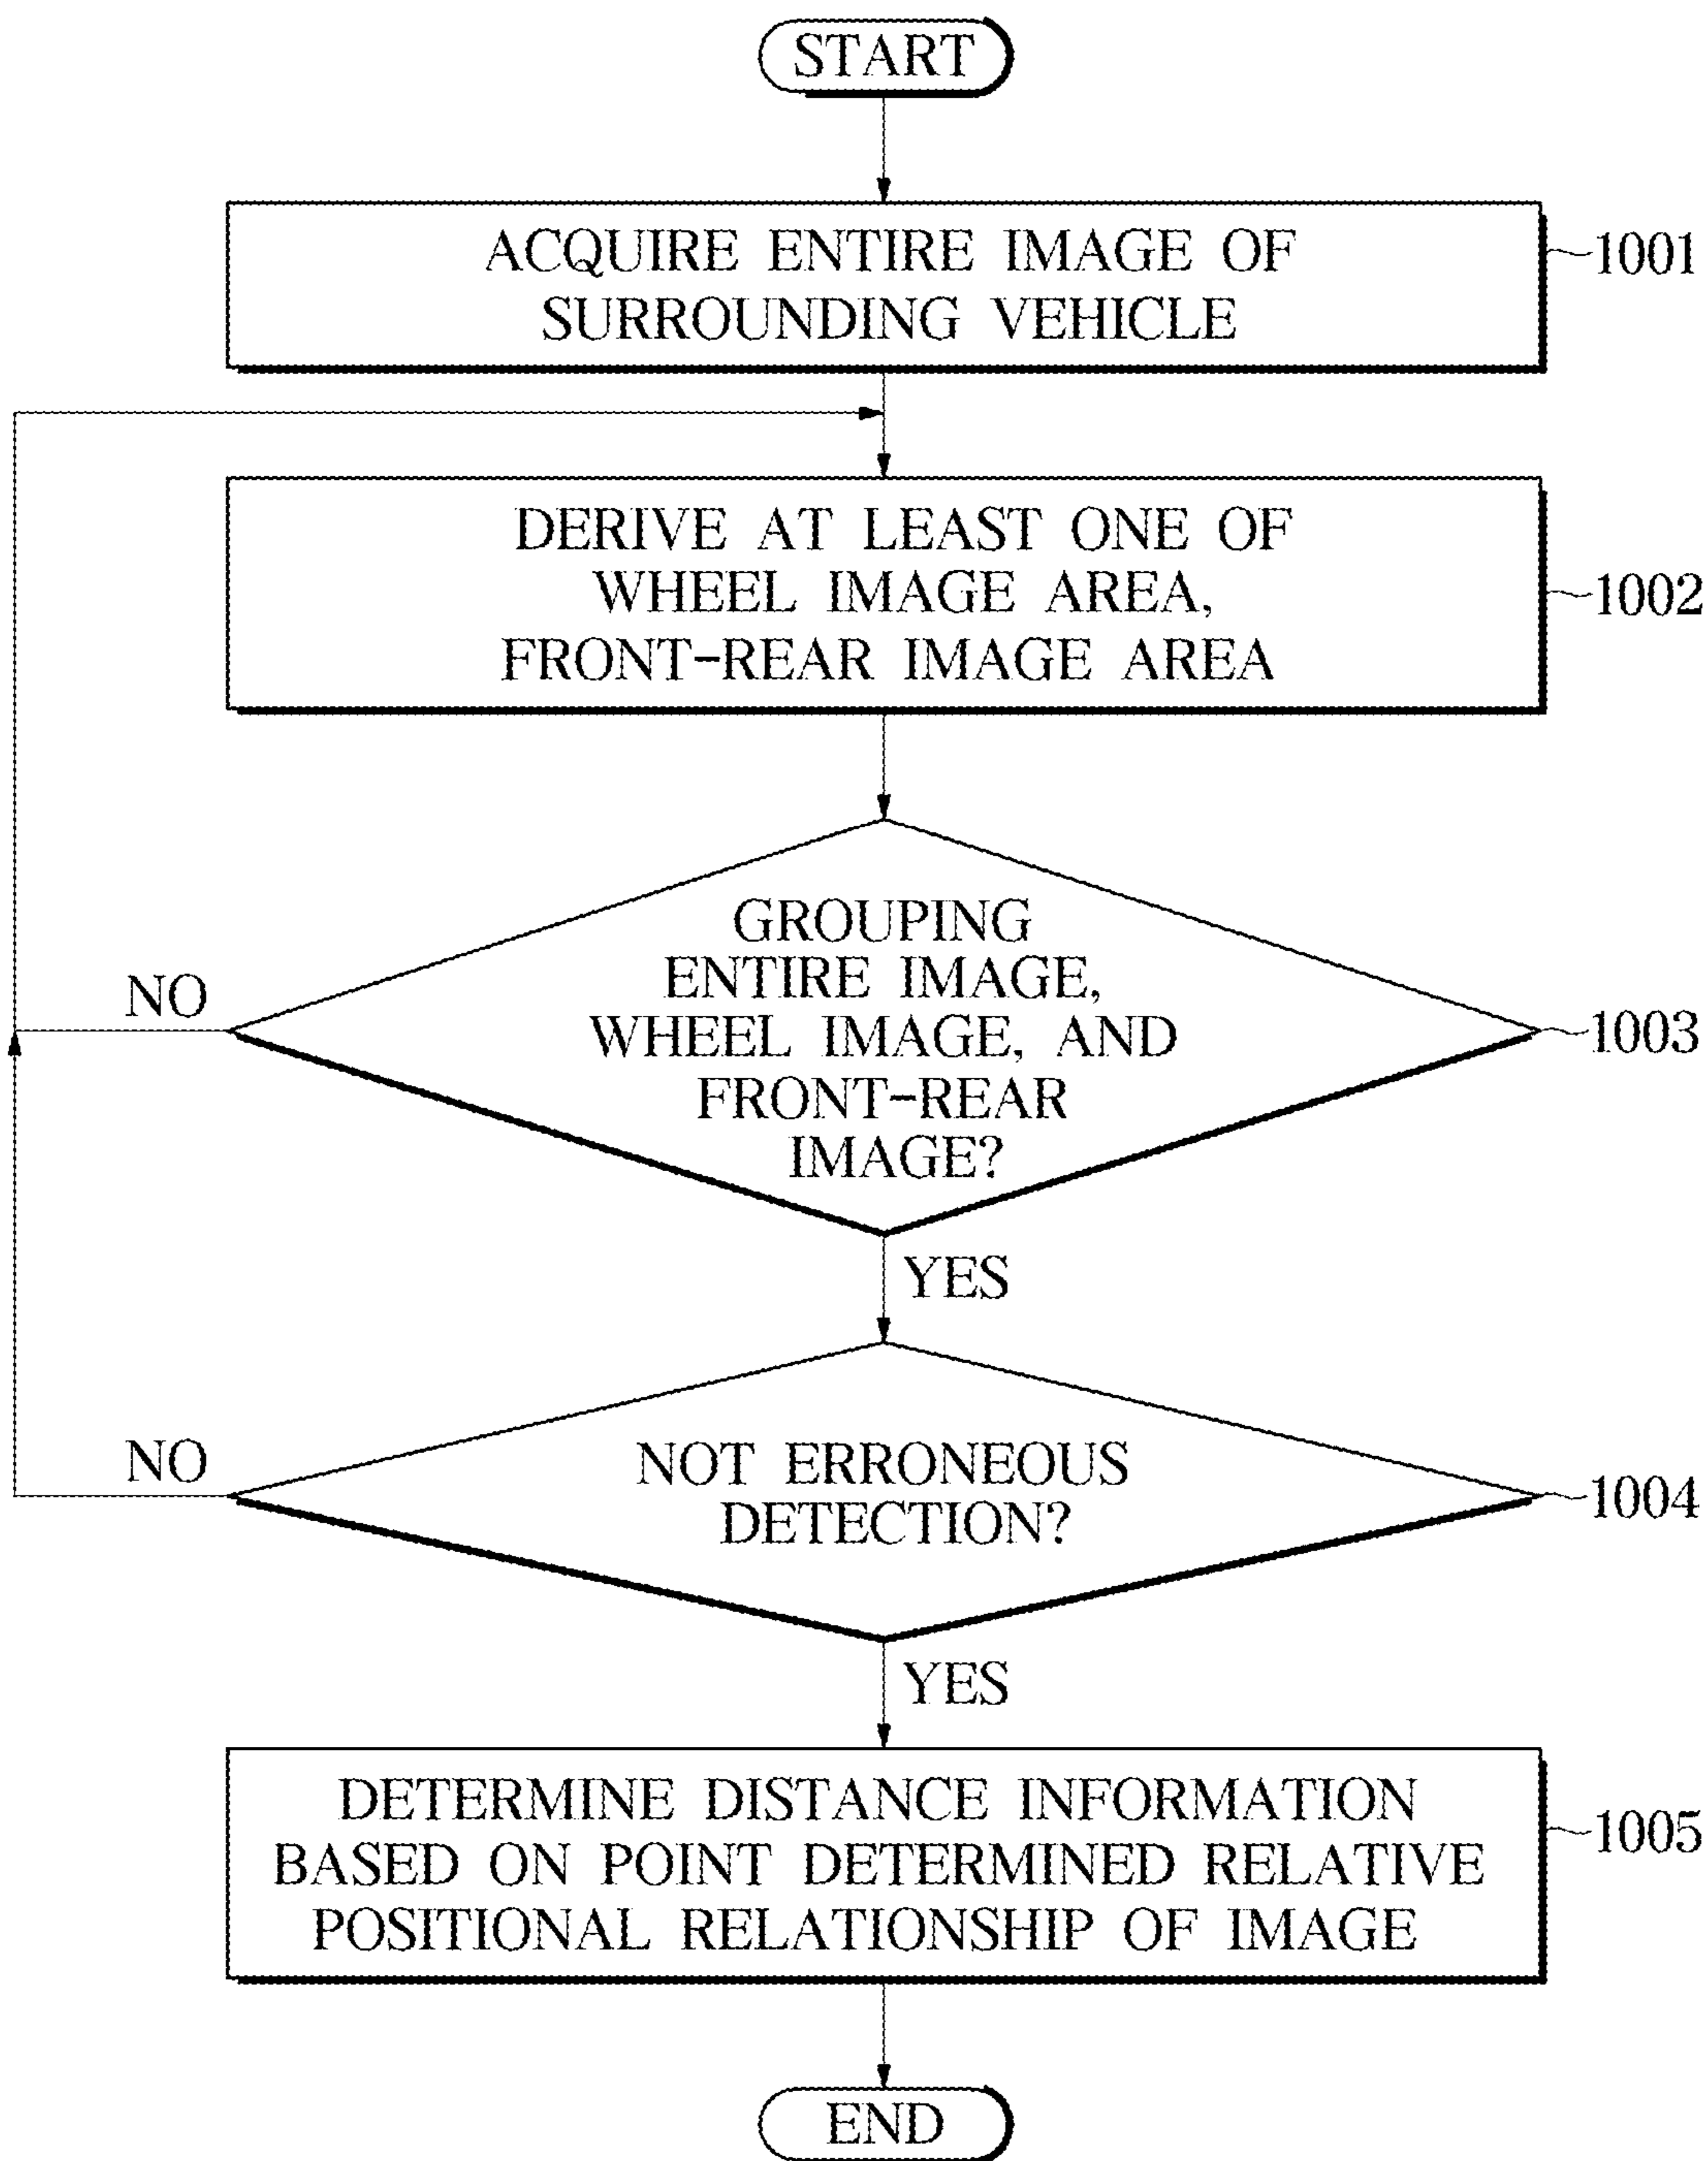 START
ACQUIRE ENTIRE IMAGE OF
SURROUNDING VEHICLE
1001
DERIVE AT LEAST ONE OF
WHEEL IMAGE AREA,
FRONT-REAR IMAGE AREA
1002
GROUPING
ENTIRE IMAGE,
WHEEL IMAGE, AND
FRONT-REAR
IMAGE?
NO
1003
YES
NOT ERRONEOUS
DETECTION?
NO
1004
YES
DETERMINE DISTANCE INFORMATION
BASED ON POINT DETERMINED RELATIVE
POSITIONAL RELATIONSHIP OF IMAGE
1005
END